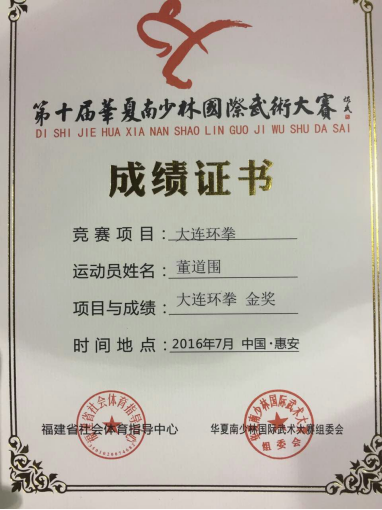 第十届華夏南少林國際武術大賽
DI SHI JIE HUA XIA NAN SHAO LIN GUO JI WU SHU DA SAI
成绩证书
竞赛项目：大连环拳
运动员姓名：董道围
项目与成绩：大连环拳 金奖
时间地点：2016年7月 中国·惠安
福建省社会体育指导中心
华夏南少林国际武术大赛组委会
组委会